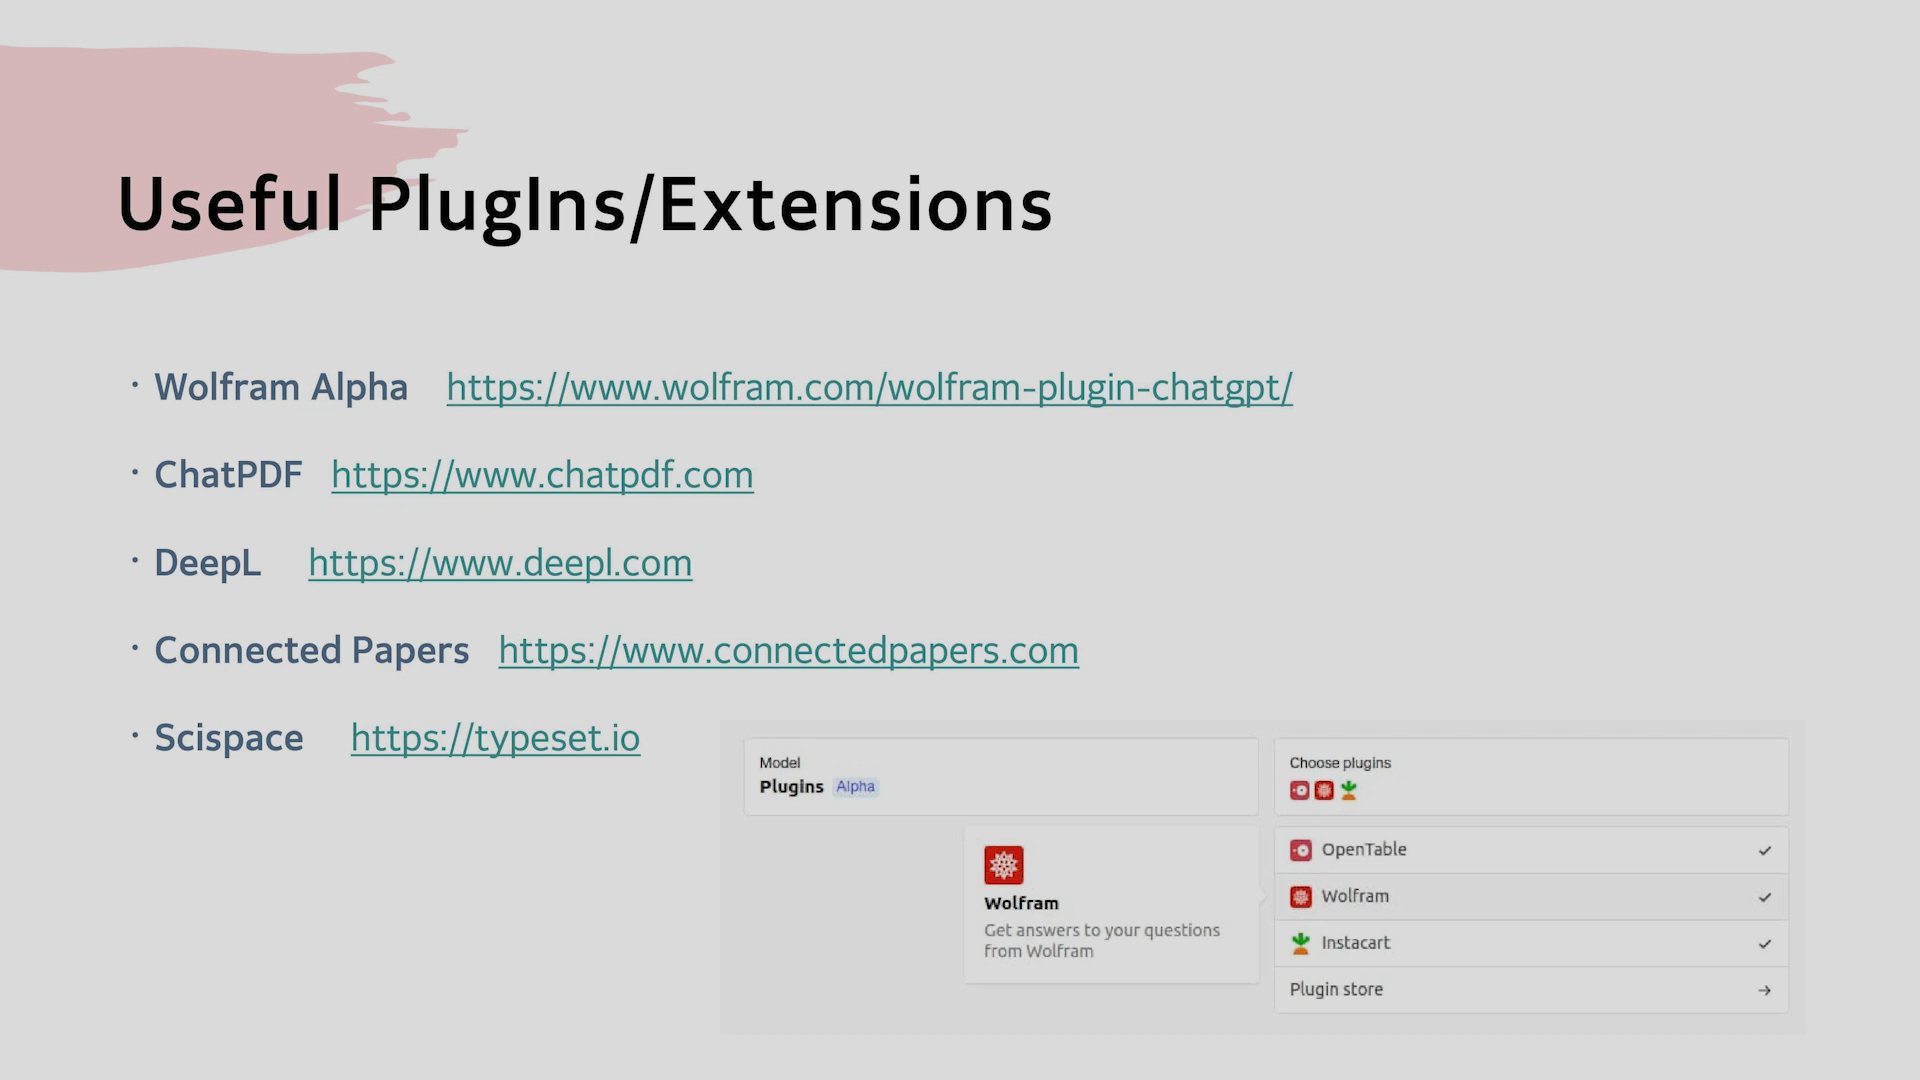 Useful PlugIns/Extensions
· Wolfram Alpha https://www.wolfram.com/wolfram-plugin-chatgpt/
· ChatPDF https://www.chatpdf.com
· DeepL https://www.deepl.com
· Connected Papers https://www.connectedpapers.com
· Scispace https://typeset.io
Model
Plugins Alpha
Wolfram
Get answers to your questions
from Wolfram
Choose plugins
OpenTable
Wolfram
Instacart
Plugin store